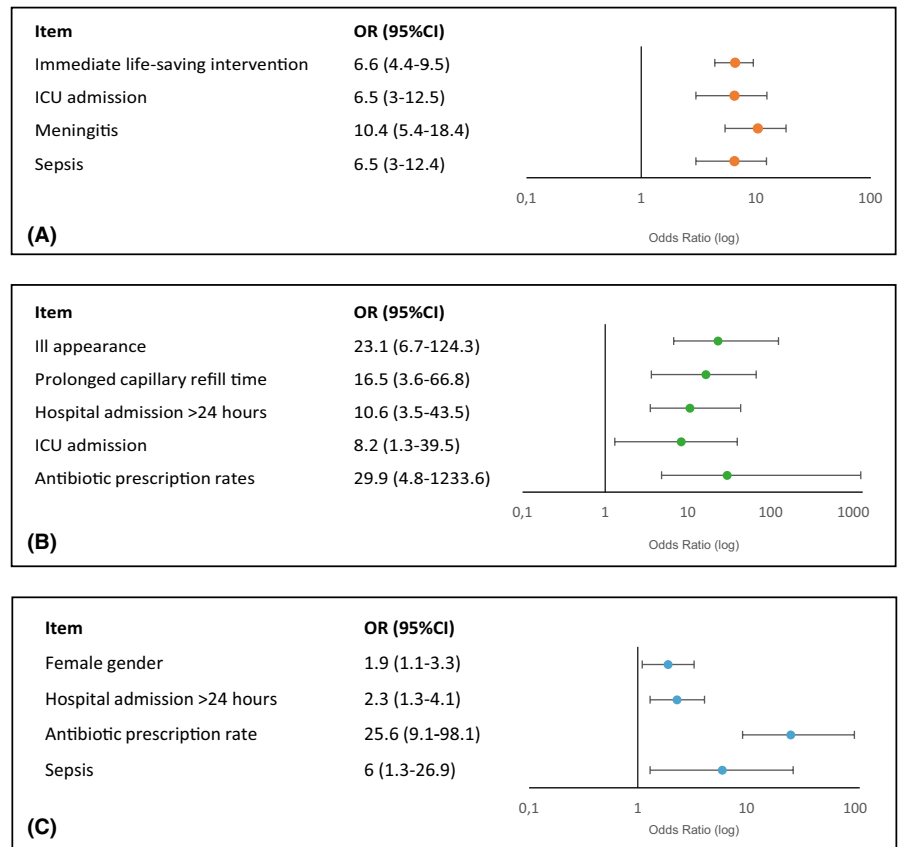 Item OR (95%CI)
Immediate life-saving intervention 6.6 (4.4-9.5)
ICU admission 6.5 (3-12.5)
Meningitis 10.4 (5.4-18.4)
Sepsis 6.5 (3-12.4)
0,1 1 10 100
Odds Ratio (log)
(A)
Item OR (95%CI)
Ill appearance 23.1 (6.7-124.3)
Prolonged capillary refill time 16.5 (3.6-66.8)
Hospital admission >24 hours 10.6 (3.5-43.5)
ICU admission 8.2 (1.3-39.5)
Antibiotic prescription rates 29.9 (4.8-1233.6)
0,1 1 10 100 1000
Odds Ratio (log)
(B)
Item OR (95%CI)
Female gender 1.9 (1.1-3.3)
Hospital admission >24 hours 2.3 (1.3-4.1)
Antibiotic prescription rate 25.6 (9.1-98.1)
Sepsis 6 (1.3-26.9)
0,1 1 10 100
Odds Ratio (log)
(C)